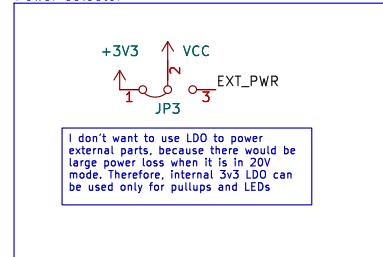 Power Selector
+3V3
VCC
2
EXT_PWR
1
3
JP3
I don't want to use LDO to power
external parts, because there would be
large power loss when it is in 20V
mode. Therefore, internal 3v3 LDO can
be used only for pullups and LEDs